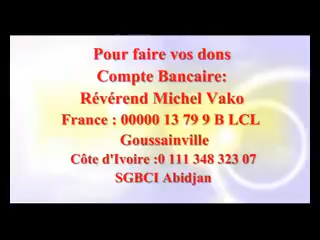 Pour faire vos dons
Compte Bancaire:
Révérend Michel Vako
France : 00000 13 79 9 B LCL
Goussainville
Côte d'Ivoire :0 111 348 323 07
SGBCI Abidjan